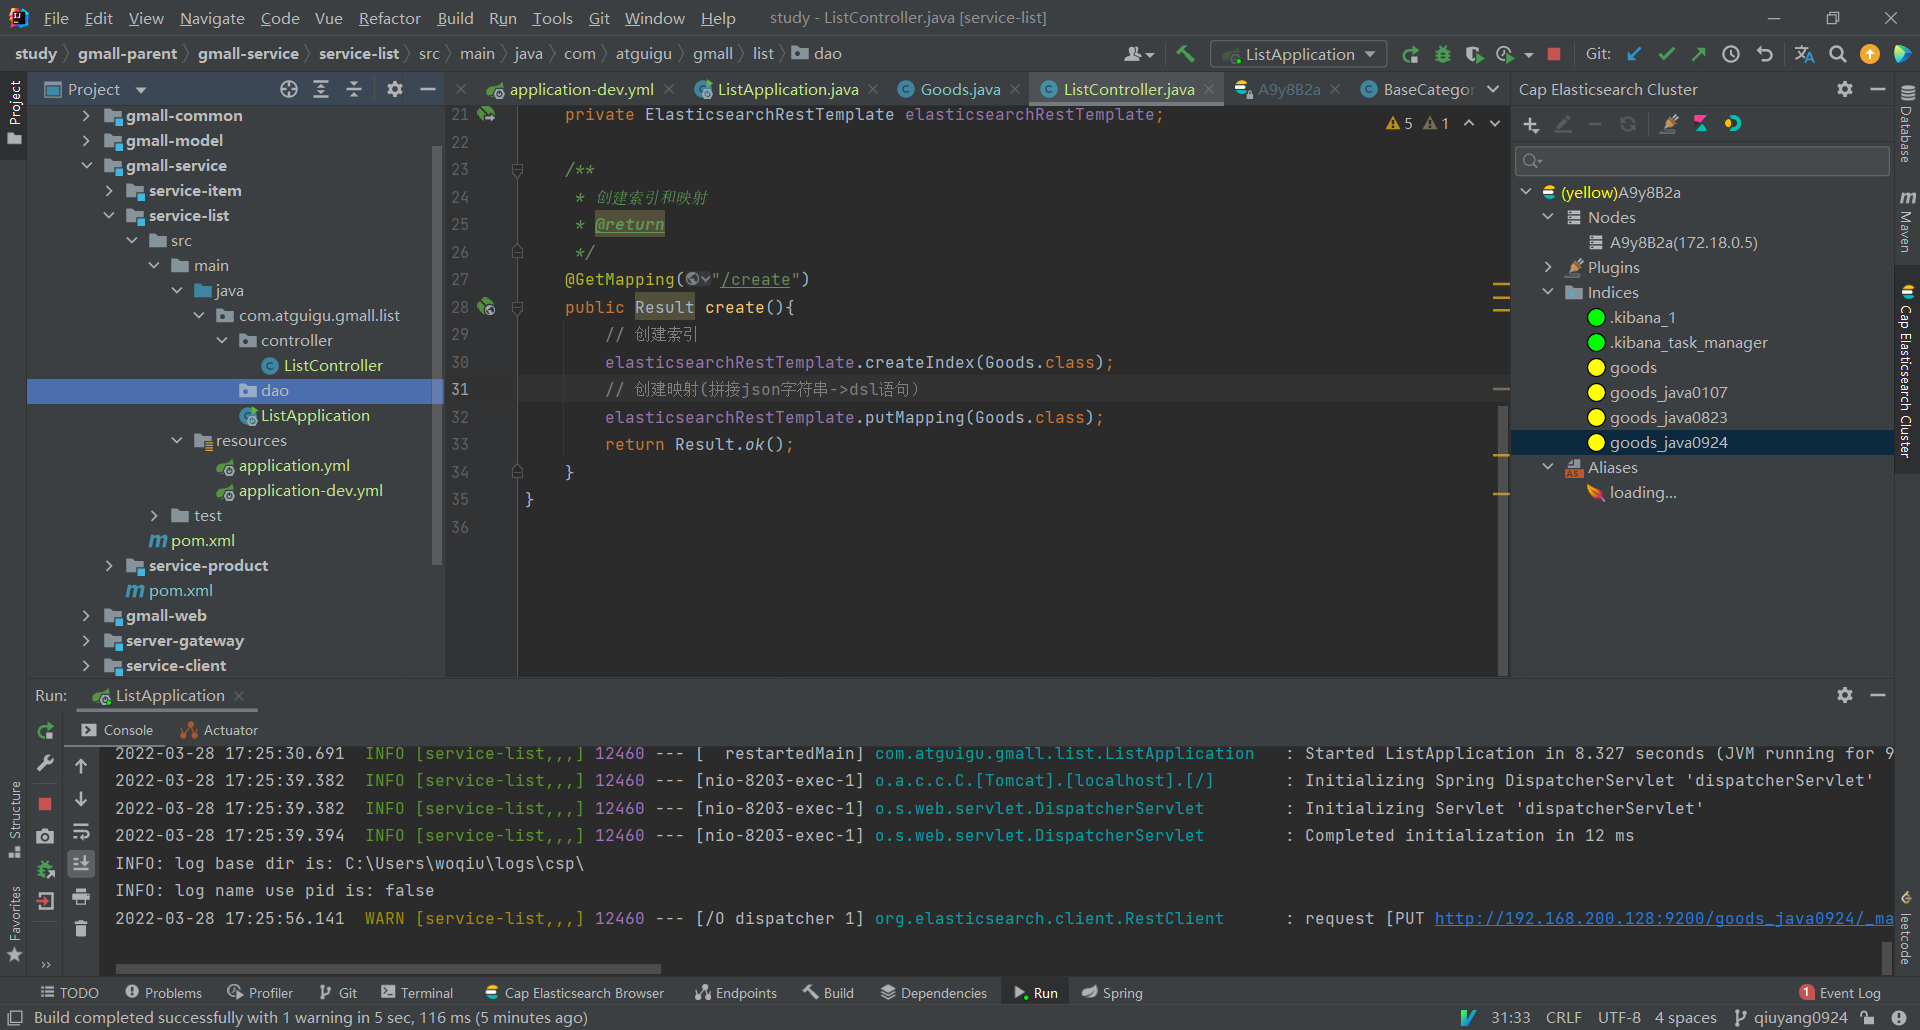 File Edit View Navigate Code Vue Refactor Build Run Tools Git Window Help study - ListController.java [service-list]
study gmall-parent gmall-service service-list src main java com atguigu gmall list dao ListApplication Git:
Project
application-dev.yml ListApplication.java Goods.java ListController.java A9y8B2a BaseCatego
Cap Elasticsearch Cluster
gmall-common
gmall-model
gmall-service
service-item
service-list
src
main
java
com.atguigu.gmall.list
controller
ListController
dao
ListApplication
resources
application.yml
application-dev.yml
test
pom.xml
service-product
pom.xml
gmall-web
server-gateway
service-client
5 1
21 private ElasticsearchRestTemplate elasticsearchRestTemplate;
22
23 /**
24 * 创建索引和映射
25 * @return
26 */
27 @GetMapping("/create")
28 public Result create(){
29 // 创建索引
30 elasticsearchRestTemplate.createIndex(Goods.class);
31 // 创建映射(拼接json字符串->dsl语句)
32 elasticsearchRestTemplate.putMapping(Goods.class);
33 return Result.ok();
34 }
35 }
36
(yellow)A9y8B2a
Nodes
A9y8B2a(172.18.0.5)
Plugins
Indices
.kibana_1
.kibana_task_manager
goods
goods_java0107
goods_java0823
goods_java0924
Aliases
loading...
Project
Structure
Favorites
Database
Maven
Cap Elasticsearch Cluster
leetcode
Run: ListApplication
Console Actuator
2022-03-28 17:25:30.691 INFO [service-list,,,] 12460 --- [ restartedMain] com.atguigu.gmall.list.ListApplication : Started ListApplication in 8.327 seconds (JVM running for 9
2022-03-28 17:25:39.382 INFO [service-list,,,] 12460 --- [nio-8203-exec-1] o.a.c.c.C.[Tomcat].[localhost].[/] : Initializing Spring DispatcherServlet 'dispatcherServlet'
2022-03-28 17:25:39.382 INFO [service-list,,,] 12460 --- [nio-8203-exec-1] o.s.web.servlet.DispatcherServlet : Initializing Servlet 'dispatcherServlet'
2022-03-28 17:25:39.394 INFO [service-list,,,] 12460 --- [nio-8203-exec-1] o.s.web.servlet.DispatcherServlet : Completed initialization in 12 ms
INFO: log base dir is: C:\Users\woqiu\logs\csp\
INFO: log name use pid is: false
2022-03-28 17:25:56.141 WARN [service-list,,,] 12460 --- [/O dispatcher 1] org.elasticsearch.client.RestClient : request [PUT http://192.168.200.128:9200/goods_java0924/_ma
TODO Problems Profiler Git Terminal Cap Elasticsearch Browser Endpoints Build Dependencies Run Spring 1 Event Log
Build completed successfully with 1 warning in 5 sec, 116 ms (5 minutes ago) 31:33 CRLF UTF-8 4 spaces qiuyang0924